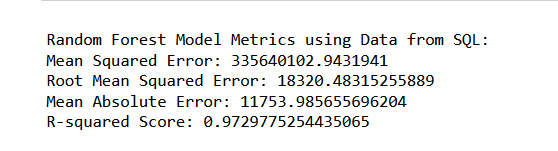 Random Forest Model Metrics using Data from SQL:
Mean Squared Error: 335640102.9431941
Root Mean Squared Error: 18320.48315255889
Mean Absolute Error: 11753.985655696204
R-squared Score: 0.9729775254435065